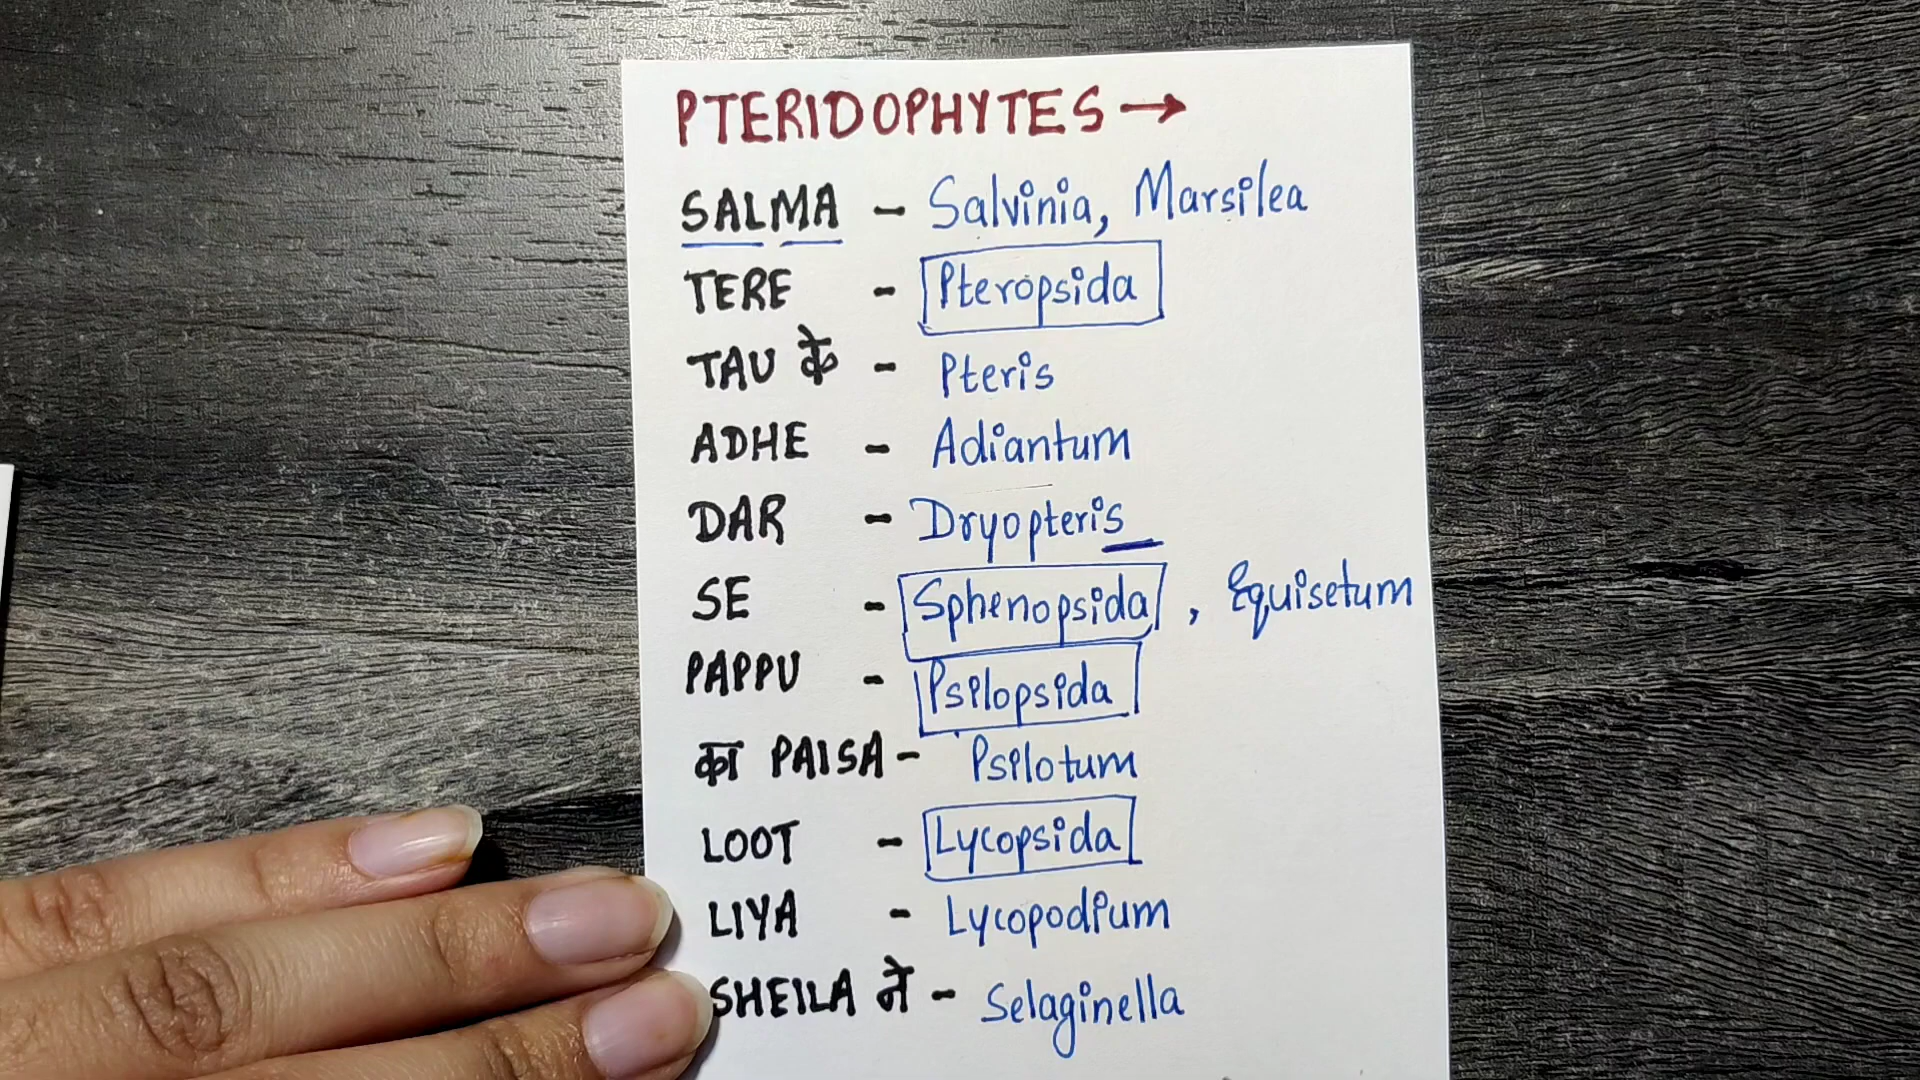 PTERIDOPHYTES →
SALMA - Salvinia, Marsilea
TERE - Pteropsida
TAU के - Pteris
ADHE - Adiantum
DAR - Dryopteris
SE - Sphenopsida, Equisetum
PAPPU - Psilopsida
का PAISA - Psilotum
LOOT - Lycopsida
LIYA - Lycopodium
SHEILA ने - Selaginella